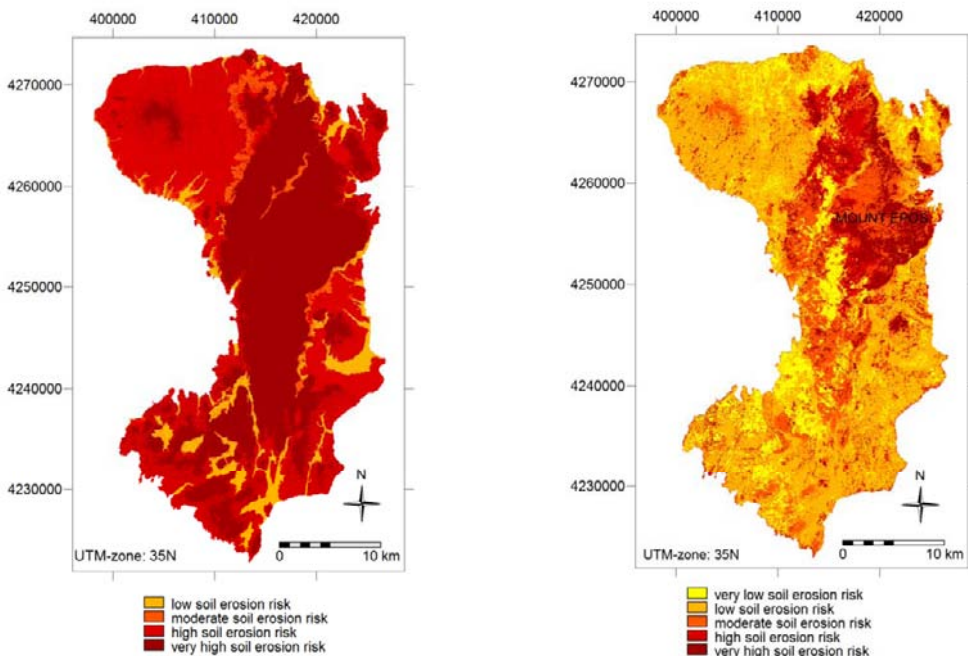 400000 410000 420000
4270000
4260000
4250000
4240000
4230000
N
UTM-zone: 35N
0 10 km
low soil erosion risk
moderate soil erosion risk
high soil erosion risk
very high soil erosion risk
400000 410000 420000
4270000
4260000
MOUNT EPOS
4250000
4240000
4230000
N
UTM-zone: 35N
0 10 km
very low soil erosion risk
low soil erosion risk
moderate soil erosion risk
high soil erosion risk
very high soil erosion risk